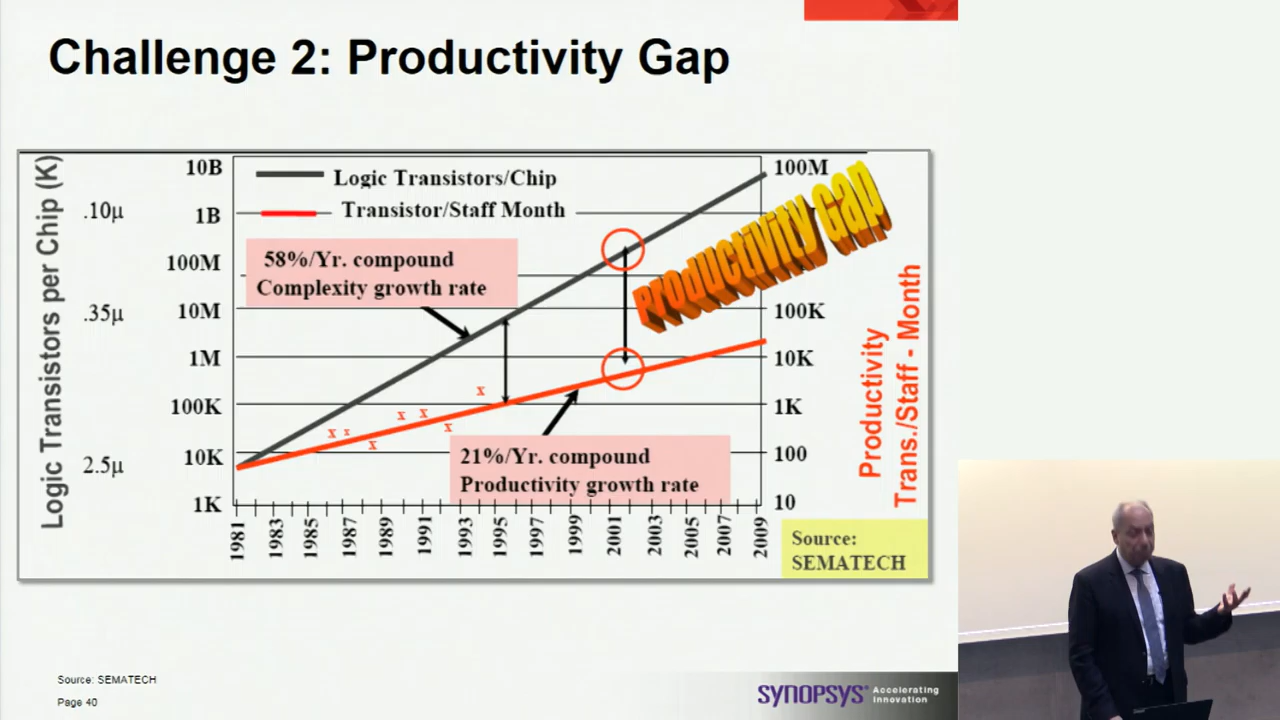 Challenge 2: Productivity Gap
Logic Transistors per Chip (K)
.10µ
.35µ
2.5µ
10B
1B
100M
10M
1M
100K
10K
1K
Logic Transistors/Chip
Transistor/Staff Month
58%/Yr. compound
Complexity growth rate
21%/Yr. compound
Productivity growth rate
x x x x x x x
Productivity Gap
100M
100K
10K
1K
100
10
Productivity
Trans./Staff - Month
1981 1983 1985 1987 1989 1991 1993 1995 1997 1999 2001 2003 2005 2007 2009
Source:
SEMATECH
Source: SEMATECH
Page 40
SYNOPSYS® Accelerating
Innovation